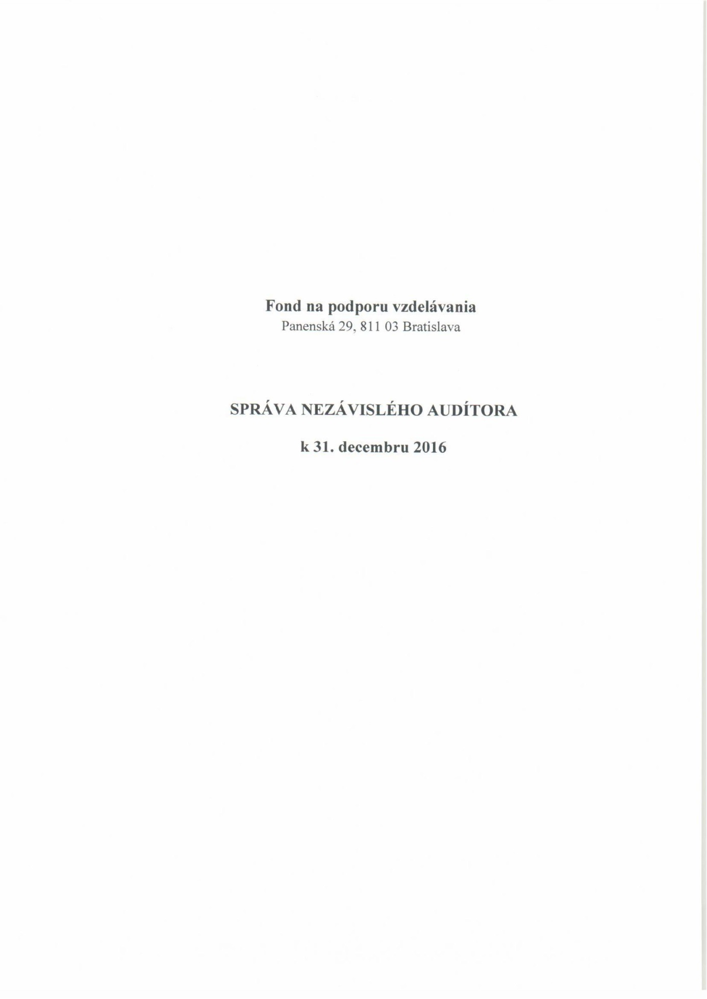 Fond na podporu vzdelávania
Panenská 29, 811 03 Bratislava
SPRÁVA NEZÁVISLÉHO AUDÍTORA
k 31. decembru 2016